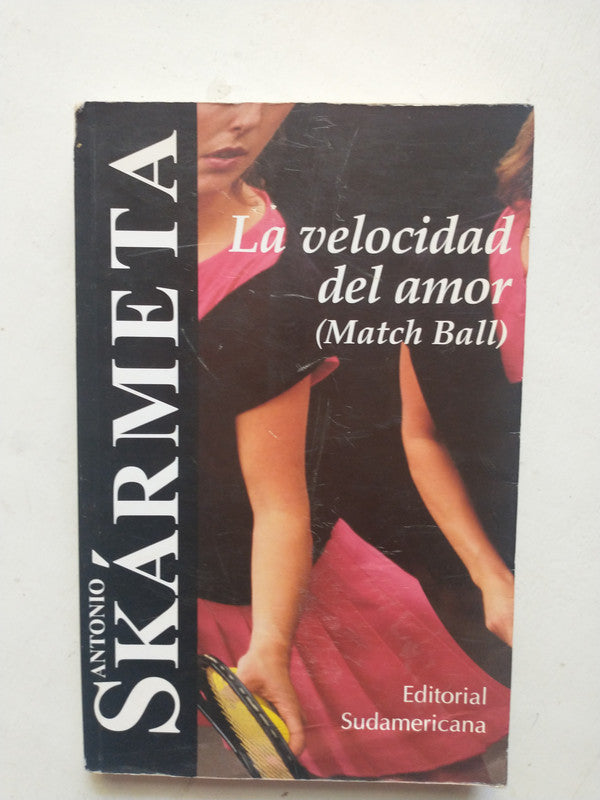 ANTONIO
SKÁRMETA
La velocidad
del amor
(Match Ball)
Editorial
Sudamericana